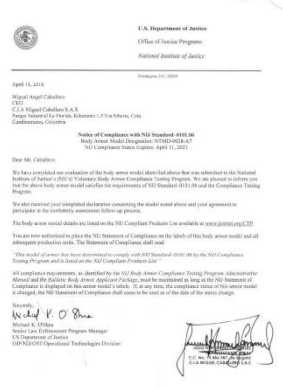 U.S. Department of Justice
Office of Justice Programs
National Institute of Justice
Washington, D.C. 20531
April 11, 2016
Miguel Angel Caballero
CEO
C.I.A Miguel Caballero S.A.S
Parque Industrial La Florida, Kilometro 1.5 Via Siberia, Cota
Cundinamarca, Colombia
Notice of Compliance with NIJ Standard–0101.06
Body Armor Model Designation: NTMD-0028-A7
NIJ Compliance Status Expires: April 11, 2021
Dear Mr. Caballero:
We have completed our evaluation of the body armor model identified above that was submitted to the National
Institute of Justice's (NIJ's) Voluntary Body Armor Compliance Testing Program. We are pleased to inform you
that the above body armor model satisfies the requirements of NIJ Standard–0101.06 and the Compliance Testing
Program.
We also received your completed declaration concerning the model noted above and your agreement to
participate in the conformity assessment follow-up process.
The body armor model details are listed on the NIJ Compliant Products List available at www.justnet.org/CTP.
You are now authorized to place the NIJ Statement of Compliance on the labels of this body armor model and all
subsequent production units. The Statement of Compliance shall read:
"This model of armor has been determined to comply with NIJ Standard-0101.06 by the NIJ Compliance
Testing Program and is listed on the NIJ Compliant Products List."
All compliance requirements, as identified by the NIJ Body Armor Compliance Testing Program Administrative
Manual and the Ballistic Body Armor Applicant Package, must be maintained as long as the NIJ Statement of
Compliance is displayed on the armor model's labels. If, at any time, the compliance status of this armor model
is changed, the NIJ Statement of Compliance shall cease to be used as of the date of the status change.
Sincerely,
Michael K. O'Shea
Michael K. O'Shea
Senior Law Enforcement Program Manager
US Department of Justice
OJP/NIJ/OST/Operational Technologies Division
C.I.A MIGUEL CABALLERO S.A.S